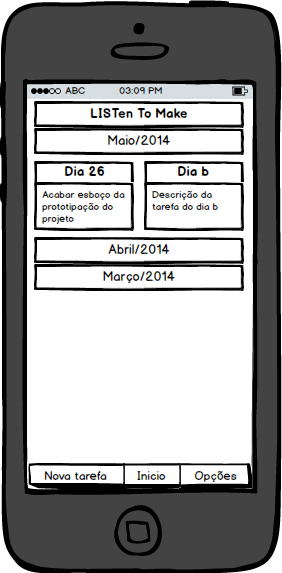 ABC 03:09 PM
LISTen To Make
Maio/2014
Dia 26
Acabar esboço da
prototipação do
projeto
Dia b
Descrição da
tarefa do dia b
Abril/2014
Março/2014
Nova tarefa Inicio Opções